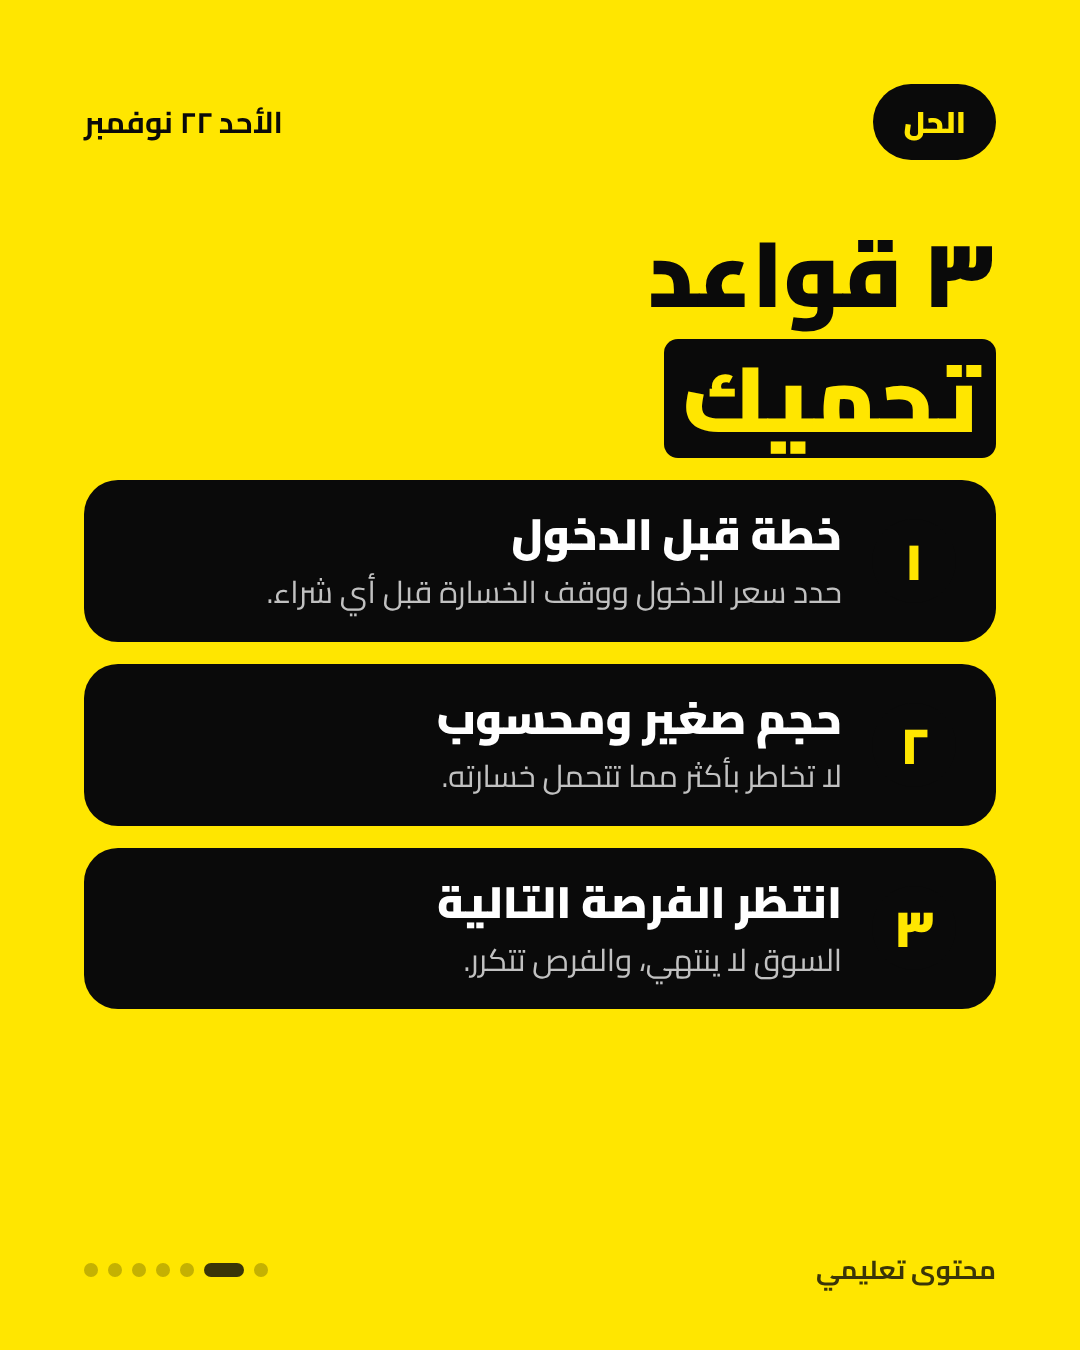 الحل
الأحد ٢٢ نوفمبر
٣ قواعد
تحميك
١
خطة قبل الدخول
حدد سعر الدخول ووقف الخسارة قبل أي شراء.
٢
حجم صغير ومحسوب
لا تخاطر بأكثر مما تتحمل خسارته.
٣
انتظر الفرصة التالية
السوق لا ينتهي، والفرص تتكرر.
محتوى تعليمي